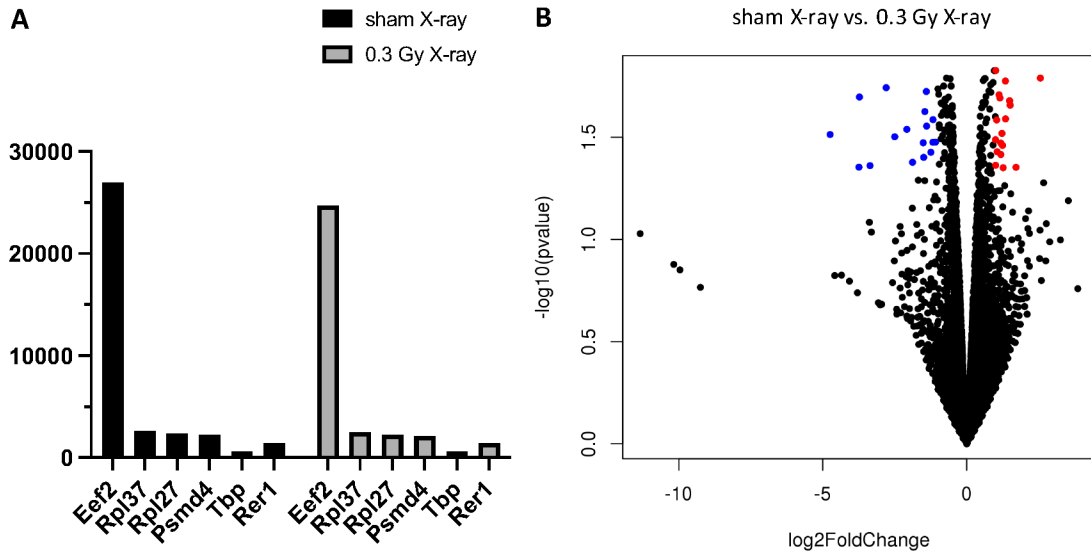 A
sham X-ray
0.3 Gy X-ray
30000
20000
10000
0
Eef2
Rpl37
Rpl27
Psmd4
Tbp
Rer1
Eef2
Rpl37
Rpl27
Psmd4
Tbp
Rer1
B
sham X-ray vs. 0.3 Gy X-ray
-log10(pvalue)
1.5
1.0
0.5
0.0
-10
-5
0
log2FoldChange